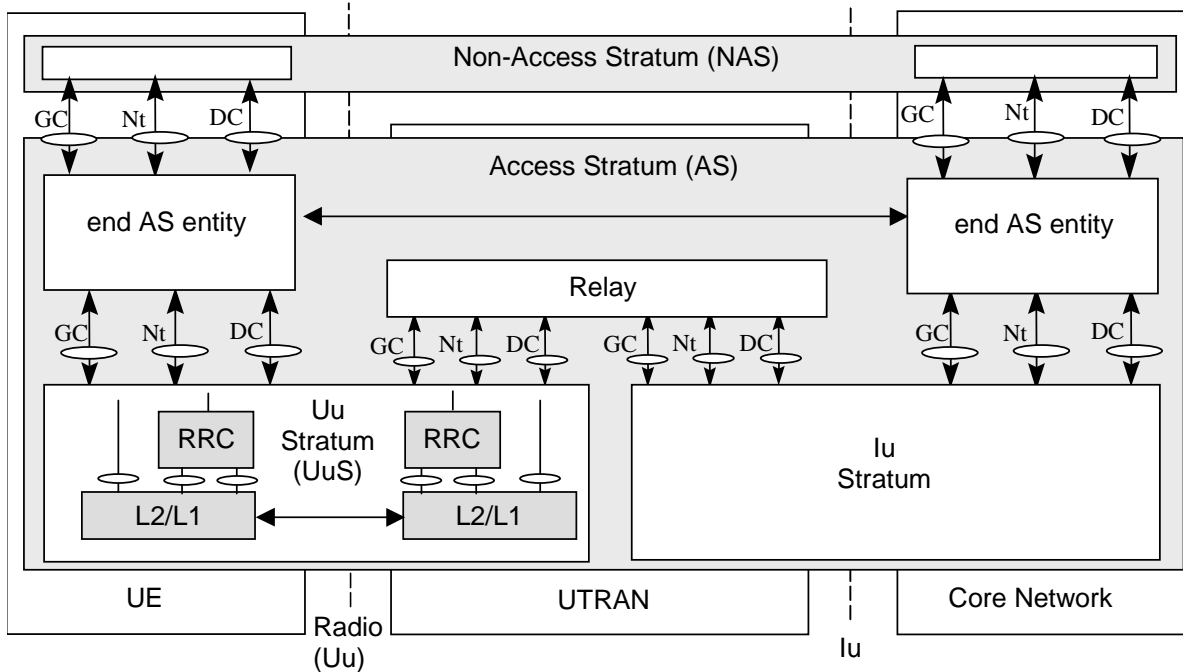 Non-Access Stratum (NAS)
GC Nt DC GC Nt DC
Access Stratum (AS)
end AS entity end AS entity
Relay
GC Nt DC GC Nt DC GC Nt DC GC Nt DC
Uu
Stratum
(UuS)
RRC RRC
Iu
Stratum
L2/L1 L2/L1
UE UTRAN Core Network
Radio
(Uu)
Iu